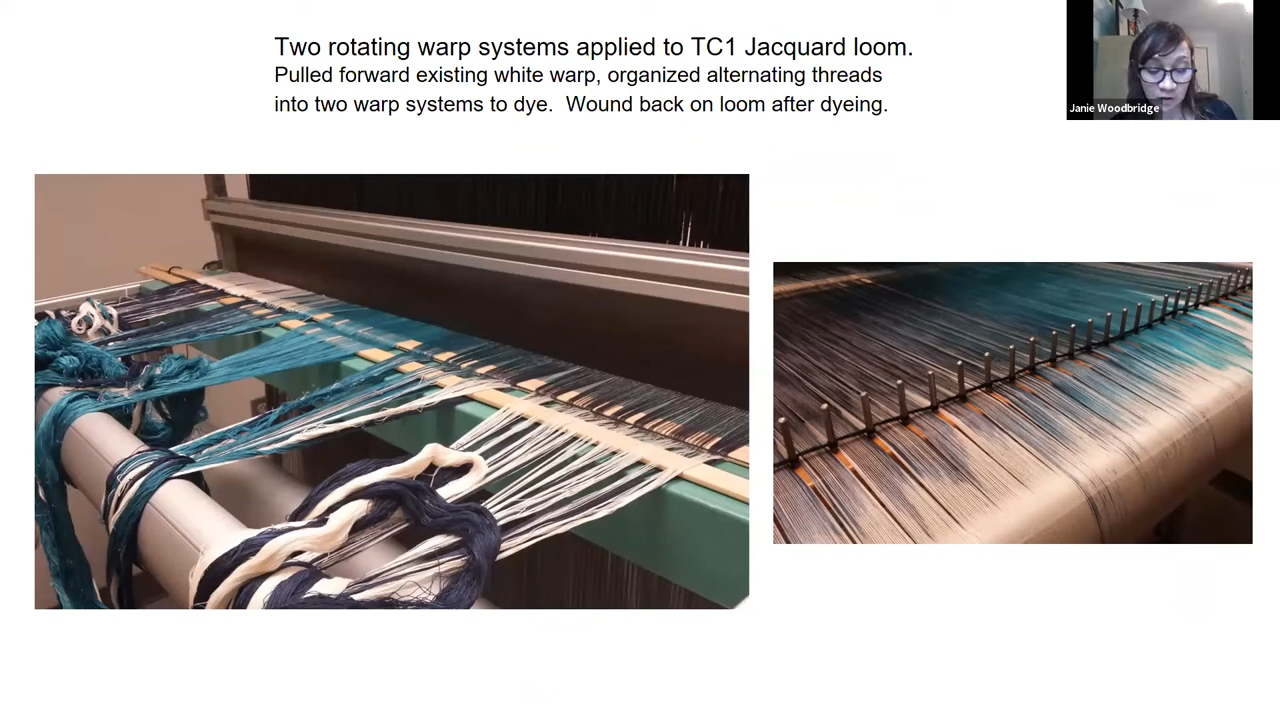 Two rotating warp systems applied to TC1 Jacquard loom.
Pulled forward existing white warp, organized alternating threads
into two warp systems to dye.  Wound back on loom after dyeing.
Janie Woodbridge